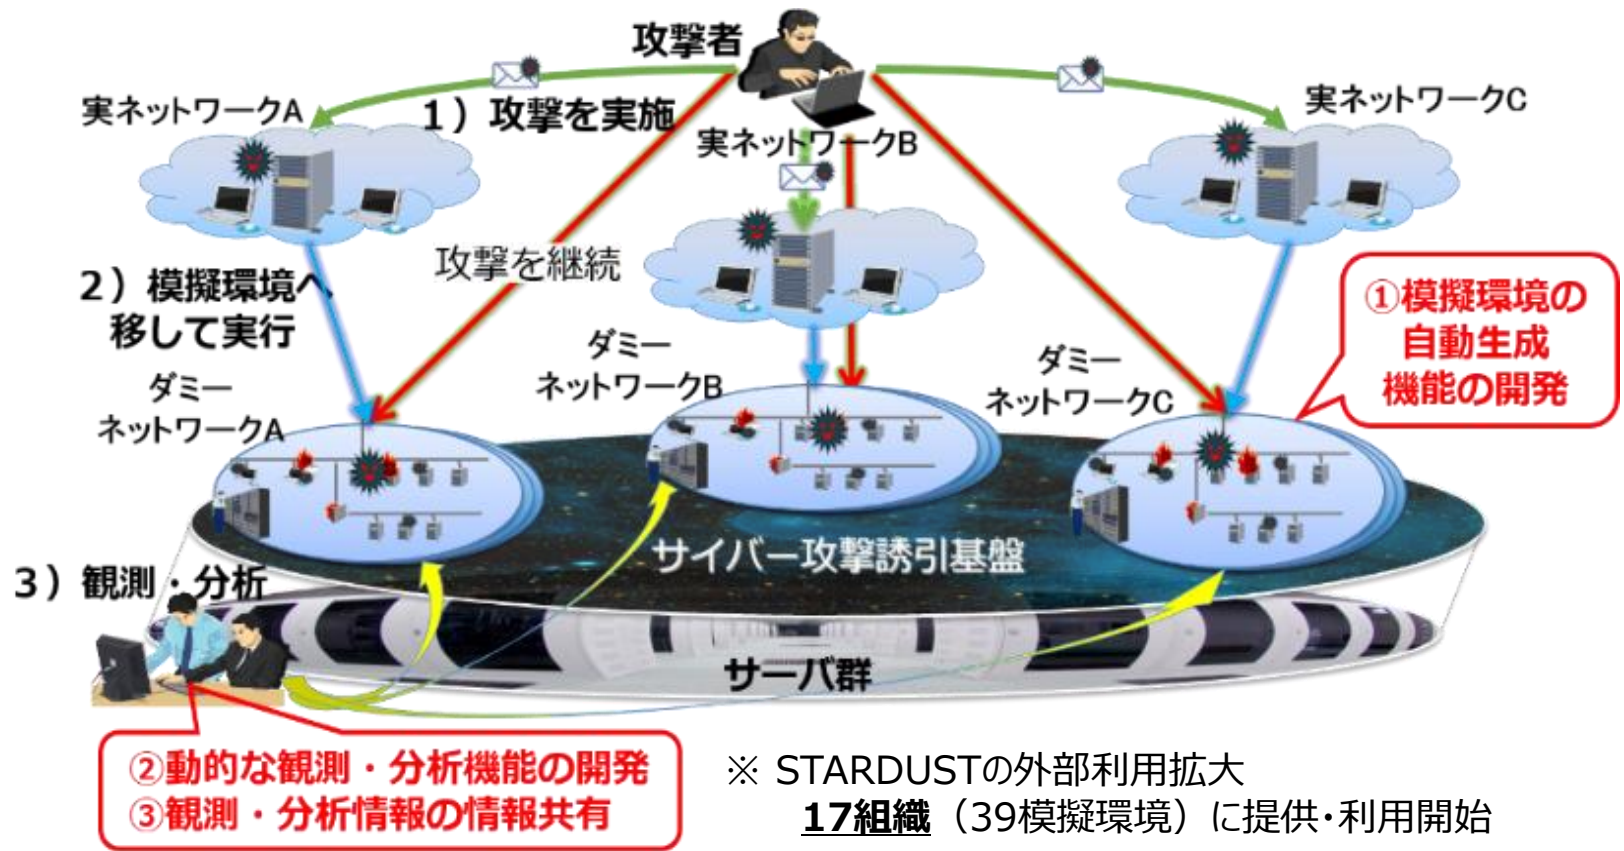 攻撃者
実ネットワークA
1）攻撃を実施
実ネットワークB
実ネットワークC
攻撃を継続
2）模擬環境へ
移して実行
①模擬環境の
自動生成
機能の開発
ダミー
ネットワークA
ダミー
ネットワークB
ダミー
ネットワークC
サイバー攻撃誘引基盤
3）観測・分析
サーバ群
②動的な観測・分析機能の開発
③観測・分析情報の情報共有
※ STARDUSTの外部利用拡大
17組織（39模擬環境）に提供･利用開始